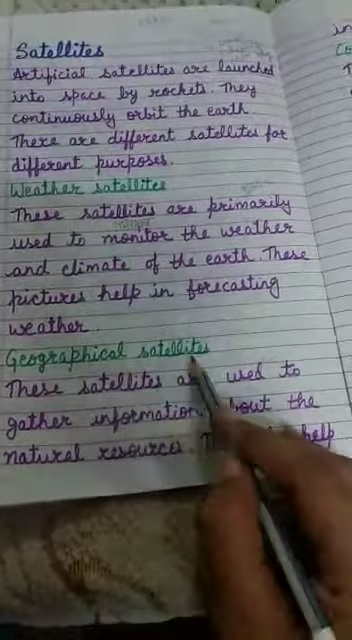 Satellites
Artificial satellites are launched
into space by rockets. They
continuously orbit the earth.
There are different satellites for
different purposes.
Weather satellites
These satellites are primarily
used to monitor the weather
and climate of the earth. These
pictures help in forecasting
weather.
Geographical satellites
These satellites are used to
gather information about the
natural resources. help
in